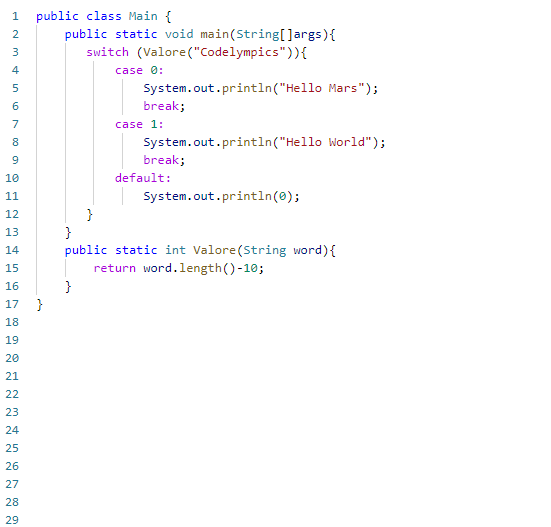 1 public class Main {
2 public static void main(String[]args){
3 switch (Valore("Codelympics")){
4 case 0:
5 System.out.println("Hello Mars");
6 break;
7 case 1:
8 System.out.println("Hello World");
9 break;
10 default:
11 System.out.println(0);
12 }
13 }
14 public static int Valore(String word){
15 return word.length()-10;
16 }
17 }
18
19
20
21
22
23
24
25
26
27
28
29